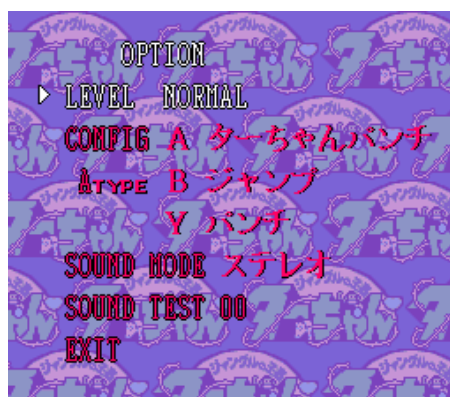 OPTION
LEVEL NORMAL
CONFIG A ターちゃんパンチ
ATYPE B ジャンプ
Y パンチ
SOUND MODE ステレオ
SOUND TEST 00
EXIT